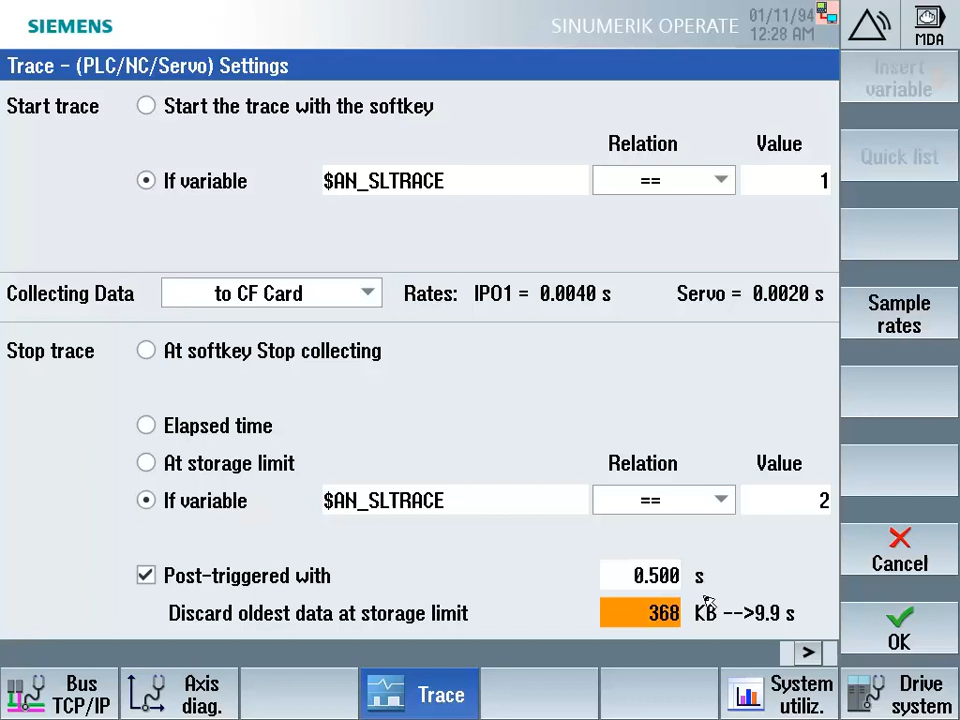 SIEMENS
SINUMERIK OPERATE
01/11/94
12:28 AM
MDA
Trace - (PLC/NC/Servo) Settings
Insert variable
Start trace
Start the trace with the softkey
Relation
Value
Quick list
If variable
$AN_SLTRACE
==
1
Collecting Data
to CF Card
Rates: IPO1 = 0.0040 s
Servo = 0.0020 s
Sample rates
Stop trace
At softkey Stop collecting
Elapsed time
At storage limit
Relation
Value
If variable
$AN_SLTRACE
==
2
Cancel
Post-triggered with
0.500 s
Discard oldest data at storage limit
368 KB -->9.9 s
OK
>
Bus TCP/IP
Axis diag.
Trace
System utiliz.
Drive system